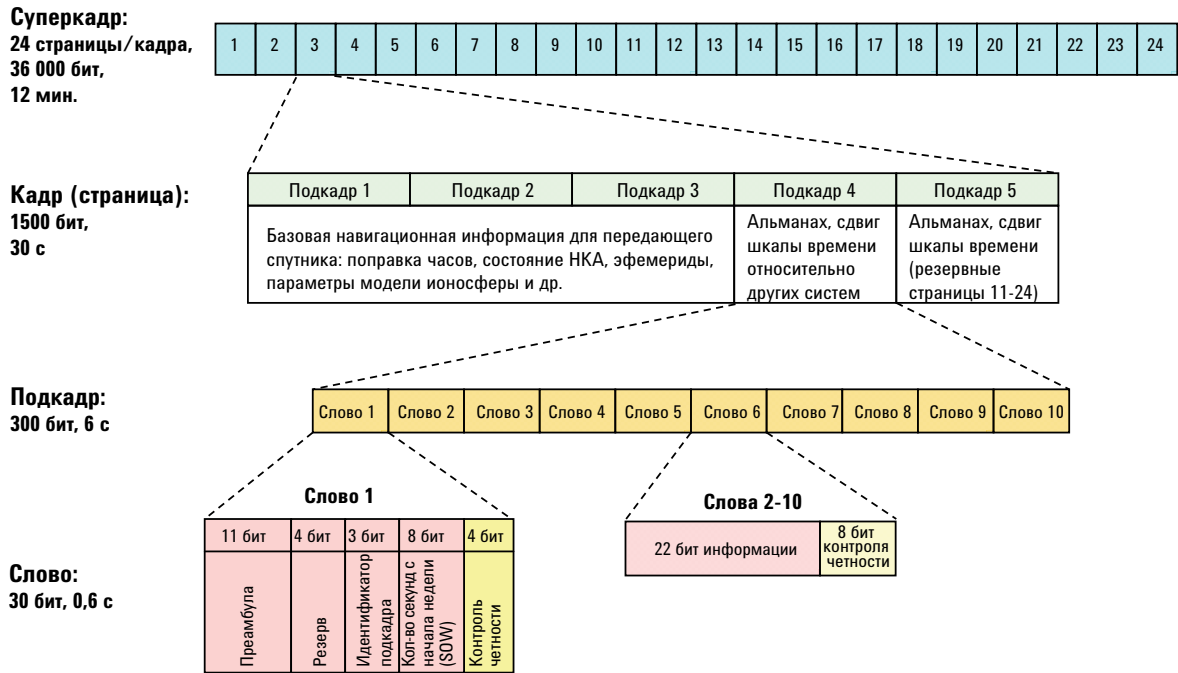 Суперкадр:
24 страницы/кадра,
36 000 бит,
12 мин.
1 2 3 4 5 6 7 8 9 10 11 12 13 14 15 16 17 18 19 20 21 22 23 24
Кадр (страница):
1500 бит,
30 с
Подкадр 1 Подкадр 2 Подкадр 3 Подкадр 4 Подкадр 5
Базовая навигационная информация для передающего
спутника: поправка часов, состояние НКА, эфемериды,
параметры модели ионосферы и др.
Альманах, сдвиг
шкалы времени
относительно
других систем
Альманах, сдвиг
шкалы времени
(резервные
страницы 11-24)
Подкадр:
300 бит, 6 с
Слово 1 Слово 2 Слово 3 Слово 4 Слово 5 Слово 6 Слово 7 Слово 8 Слово 9 Слово 10
Слово 1
Слова 2-10
Слово:
30 бит, 0,6 с
11 бит 4 бит 3 бит 8 бит 4 бит
Преамбула
Резерв
Идентификатор
подкадра
Кол-во секунд с
начала недели
(SOW)
Контроль
четности
22 бит информации
8 бит
контроля
четности